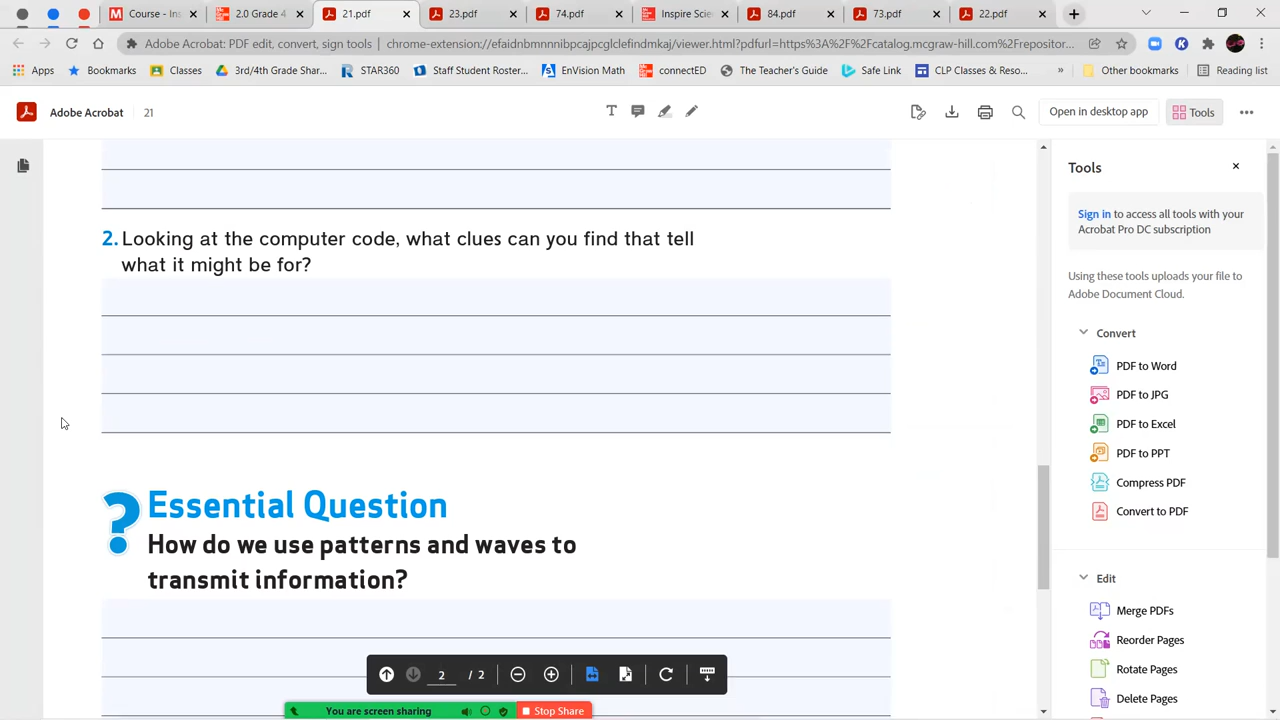 Course - Ins
2.0 Grade 4
21.pdf
23.pdf
74.pdf
Inspire Scie
84.pdf
73.pdf
22.pdf
Adobe Acrobat: PDF edit, convert, sign tools | chrome-extension://efaidnbmnnnibpcajpcglclefindmkaj/viewer.html?pdfurl=https%3A%2F%2Fcatalog.mcgraw-hill.com%2Frepositor...
Apps
Bookmarks
Classes
3rd/4th Grade Shar...
STAR360
Staff Student Roster...
EnVision Math
connectED
The Teacher's Guide
Safe Link
CLP Classes & Reso...
»
Other bookmarks
Reading list
Adobe Acrobat 21
Open in desktop app
Tools
Tools
Sign in to access all tools with your
Acrobat Pro DC subscription
Using these tools uploads your file to
Adobe Document Cloud.
Convert
PDF to Word
PDF to JPG
PDF to Excel
PDF to PPT
Compress PDF
Convert to PDF
Edit
Merge PDFs
Reorder Pages
Rotate Pages
Delete Pages
2. Looking at the computer code, what clues can you find that tell
what it might be for?
? Essential Question
How do we use patterns and waves to
transmit information?
2 / 2
You are screen sharing
Stop Share